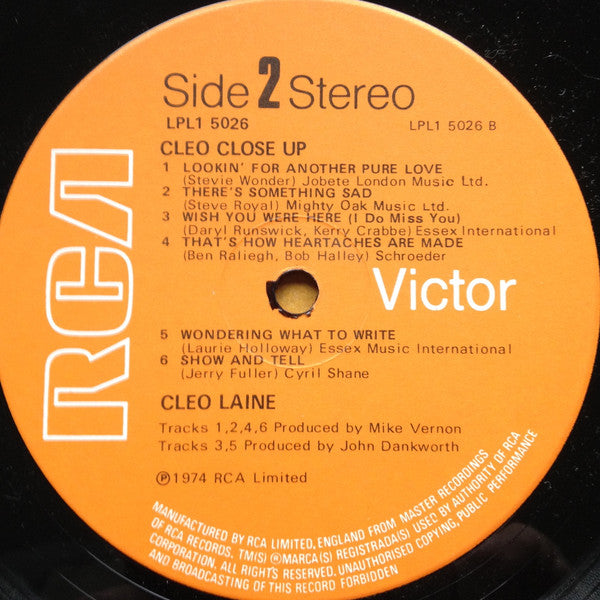 Side 2 Stereo
LPL1 5026
LPL1 5026 B
CLEO CLOSE UP
1 LOOKIN' FOR ANOTHER PURE LOVE
(Stevie Wonder) Jobete London Music Ltd.
2 THERE'S SOMETHING SAD
(Steve Royal) Mighty Oak Music Ltd.
3 WISH YOU WERE HERE (I Do Miss You)
(Daryl Runswick, Kerry Crabbe) Essex International
4 THAT'S HOW HEARTACHES ARE MADE
(Ben Raliegh, Bob Halley) Schroeder
RCA
Victor
5 WONDERING WHAT TO WRITE
(Laurie Holloway) Essex Music International
6 SHOW AND TELL
(Jerry Fuller) Cyril Shane
CLEO LAINE
Tracks 1,2,4,6 Produced by Mike Vernon
Tracks 3,5 Produced by John Dankworth
Ⓟ1974 RCA Limited
MANUFACTURED BY RCA LIMITED, ENGLAND FROM MASTER RECORDINGS
OF RCA RECORDS. TM(S) ® MARCA(S) REGISTRADA(S) USED BY AUTHORITY OF RCA
CORPORATION. ALL RIGHTS RESERVED. UNAUTHORISED COPYING, PUBLIC PERFORMANCE
AND BROADCASTING OF THIS RECORD FORBIDDEN